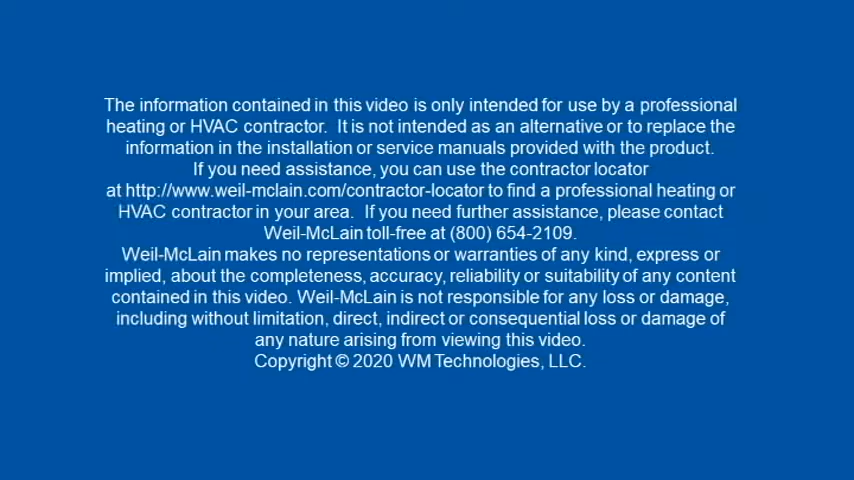 The information contained in this video is only intended for use by a professional
heating or HVAC contractor.  It is not intended as an alternative or to replace the
information in the installation or service manuals provided with the product.
If you need assistance, you can use the contractor locator
at http://www.weil-mclain.com/contractor-locator to find a professional heating or
HVAC contractor in your area.  If you need further assistance, please contact
Weil-McLain toll-free at (800) 654-2109.
Weil-McLain makes no representations or warranties of any kind, express or
implied, about the completeness, accuracy, reliability or suitability of any content
contained in this video. Weil-McLain is not responsible for any loss or damage,
including without limitation, direct, indirect or consequential loss or damage of
any nature arising from viewing this video.
Copyright © 2020 WM Technologies, LLC.